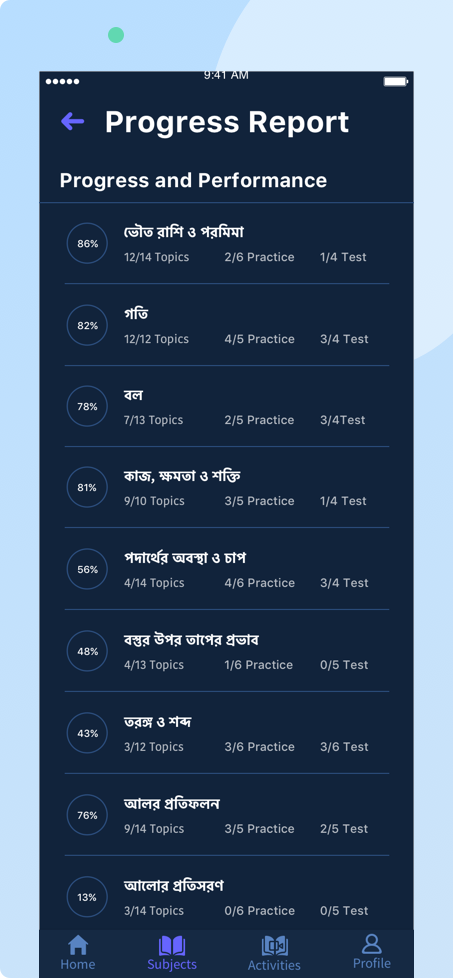 9:41 AM
Progress Report
Progress and Performance
86%
ভৌত রাশি ও পরমিমা
12/14 Topics 2/6 Practice 1/4 Test
82%
গতি
12/12 Topics 4/5 Practice 3/4 Test
78%
বল
7/13 Topics 2/5 Practice 3/4Test
81%
কাজ, ক্ষমতা ও শক্তি
9/10 Topics 3/5 Practice 1/4 Test
56%
পদার্থের অবস্থা ও চাপ
4/14 Topics 4/6 Practice 3/4 Test
48%
বস্তুর উপর তাপের প্রভাব
4/13 Topics 1/6 Practice 0/5 Test
43%
তরঙ্গ ও শব্দ
3/12 Topics 3/6 Practice 3/6 Test
76%
আলর প্রতিফলন
9/14 Topics 3/5 Practice 2/5 Test
13%
আলোর প্রতিসরণ
3/14 Topics 0/6 Practice 0/5 Test
Home Subjects Activities Profile